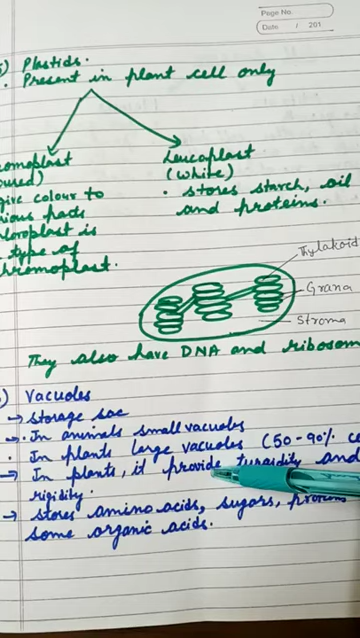 Page No.
Date / 201
) Plastids.
. Present in plant cell only
omoplast
oured)
give colour to
ious parts
loroplast is
type of
hromoplast.
Leucoplast
(white)
. stores starch, oil
and proteins.
Thylakoid
Grana
Stroma
They also have DNA and ribosom
) Vacuoles
→ Storage sac
→. In animals small vacuoles
. In plants large vacuoles (50-90% ce
→ In plants, it provide turgidity and
rigidity.
→ stores amino acids, sugars, proteins
some organic acids.